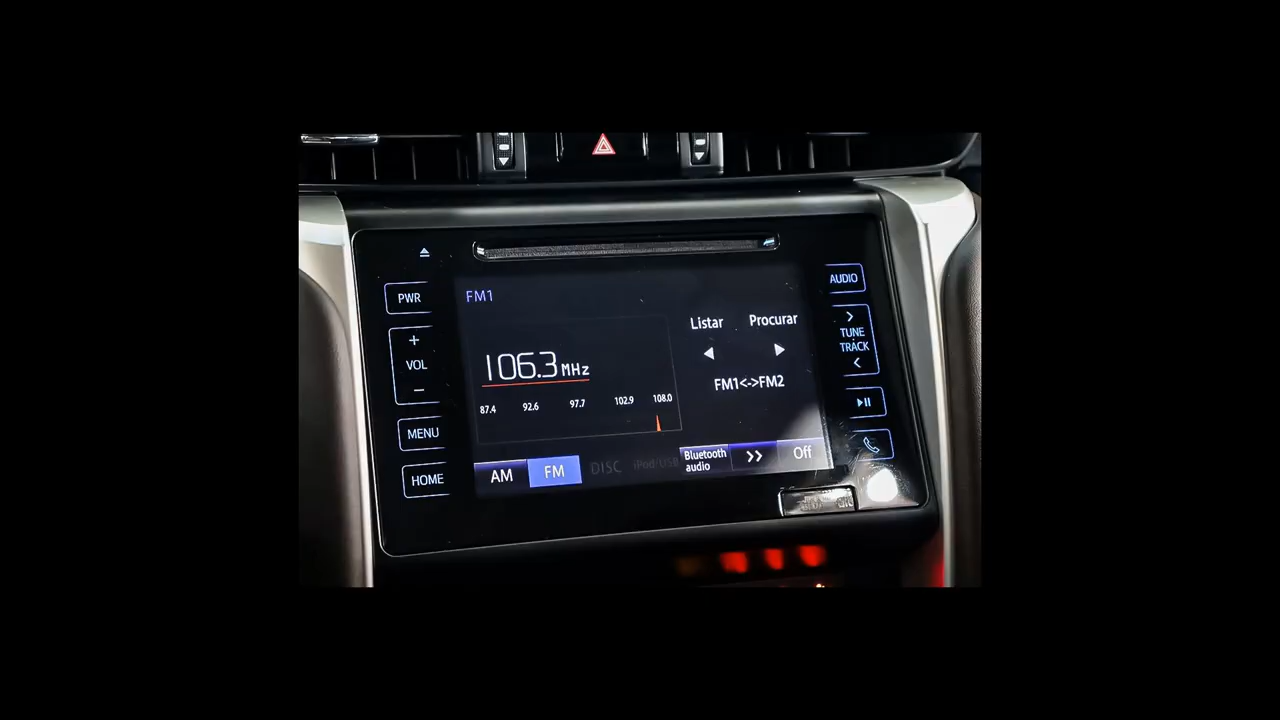 PWR
+
VOL
−
MENU
HOME
FM1
106.3 MHz
87.4 92.6 97.7 102.9 108.0
Listar Procurar
FM1<->FM2
AM FM DISC iPod/USB Bluetooth audio >> Off
AUDIO
>
TUNE
TRACK
<